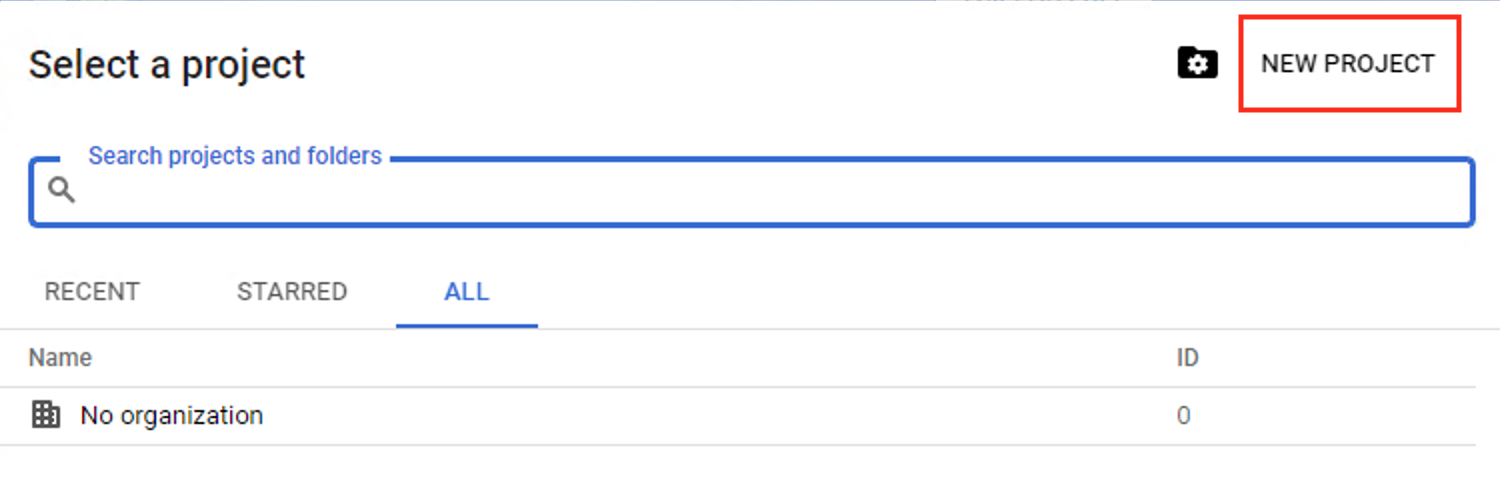 Select a project
NEW PROJECT
Search projects and folders
RECENT STARRED ALL
Name ID
No organization 0